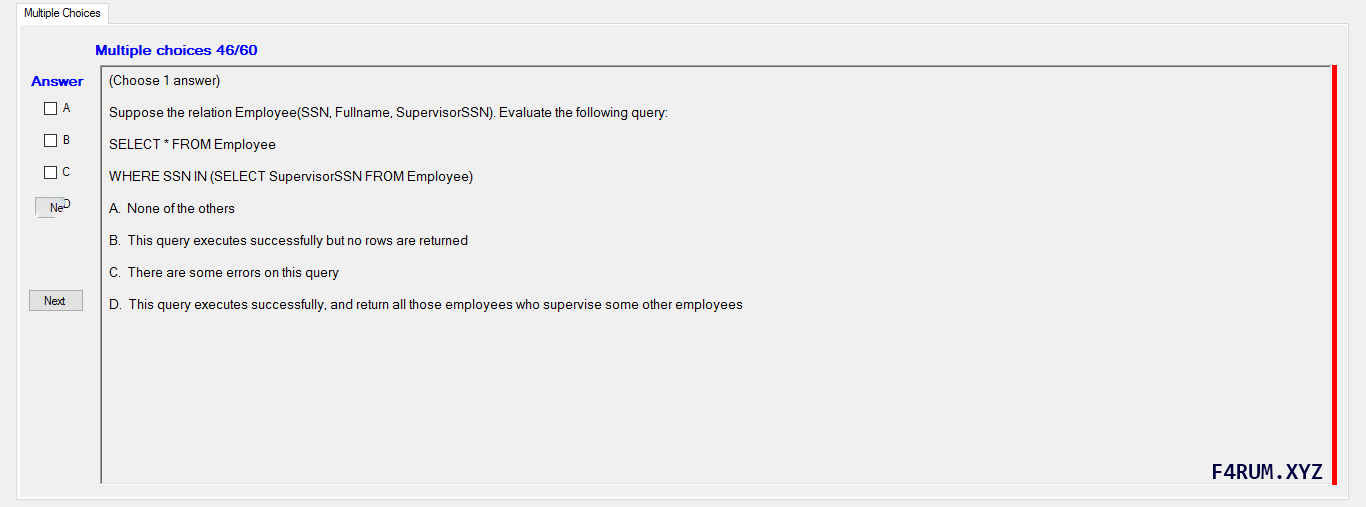 Multiple Choices
Multiple choices 46/60
Answer
(Choose 1 answer)
A
Suppose the relation Employee(SSN, Fullname, SupervisorSSN). Evaluate the following query:
B
SELECT * FROM Employee
C
WHERE SSN IN (SELECT SupervisorSSN FROM Employee)
Ne D
A. None of the others
B. This query executes successfully but no rows are returned
C. There are some errors on this query
Next
D. This query executes successfully, and return all those employees who supervise some other employees
F4RUM.XYZ